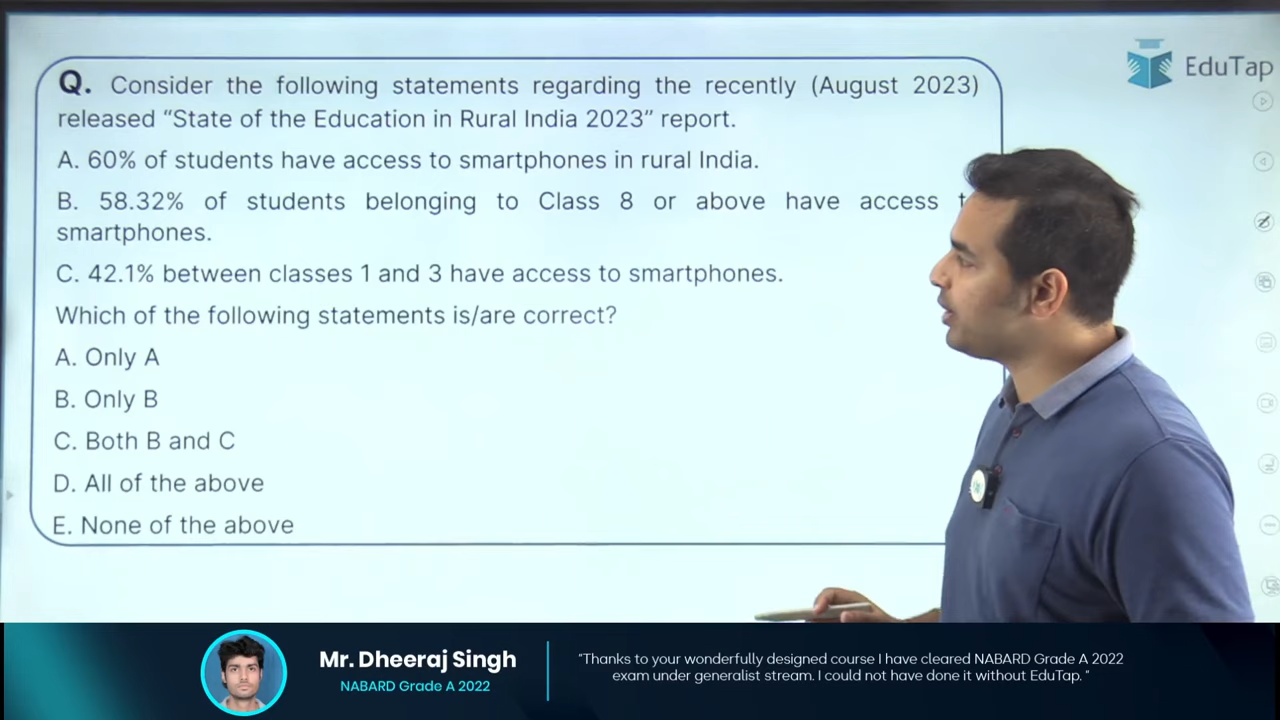 EduTap
Q. Consider the following statements regarding the recently (August 2023)
released “State of the Education in Rural India 2023” report.
A. 60% of students have access to smartphones in rural India.
B. 58.32% of students belonging to Class 8 or above have access
smartphones.
C. 42.1% between classes 1 and 3 have access to smartphones.
Which of the following statements is/are correct?
A. Only A
B. Only B
C. Both B and C
D. All of the above
E. None of the above
Mr. Dheeraj Singh
NABARD Grade A 2022
“Thanks to your wonderfully designed course I have cleared NABARD Grade A 2022
exam under generalist stream. I could not have done it without EduTap. ”